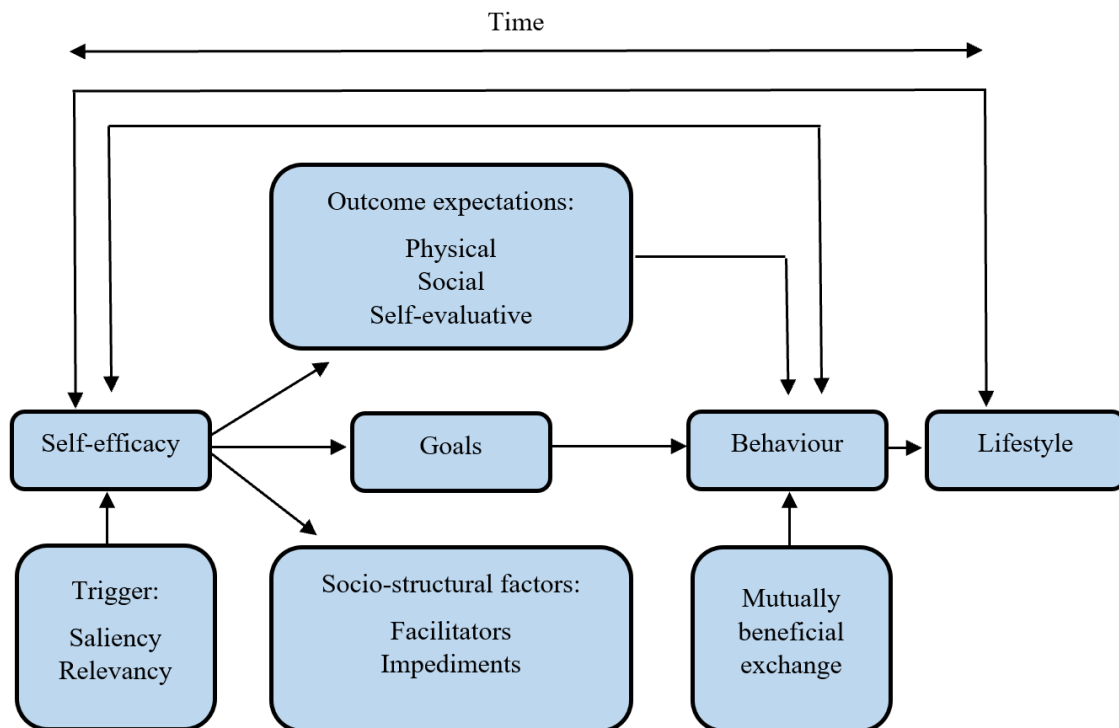 Time
Outcome expectations:
Physical
Social
Self-evaluative
Self-efficacy
Goals
Behaviour
Lifestyle
Trigger:
Saliency
Relevancy
Socio-structural factors:
Facilitators
Impediments
Mutually
beneficial
exchange